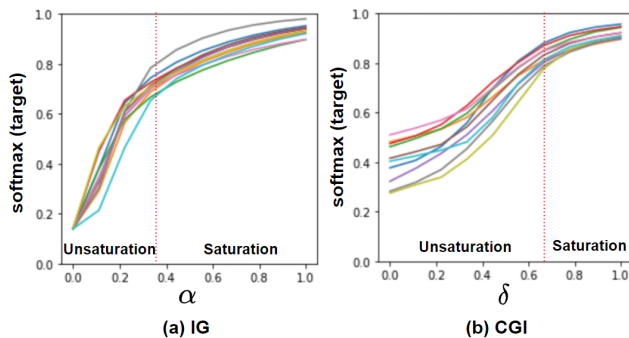 softmax (target)
1.0
0.8
0.6
0.4
0.2
0.0
Unsaturation
Saturation
0.0 0.2 0.4 0.6 0.8 1.0
α
(a) IG
softmax (target)
1.0
0.8
0.6
0.4
0.2
0.0
Unsaturation
Saturation
0.0 0.2 0.4 0.6 0.8 1.0
δ
(b) CGI